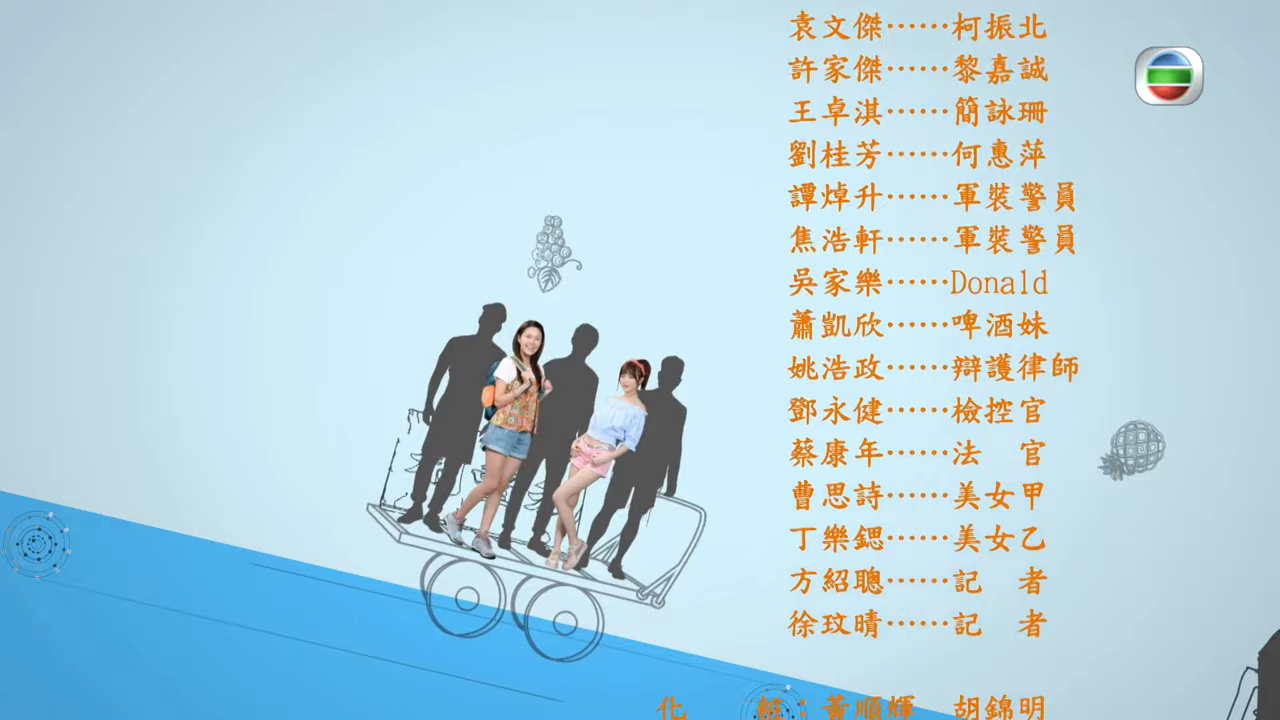 袁文傑⋯⋯柯振北
許家傑⋯⋯黎嘉誠
王卓淇⋯⋯簡詠珊
劉桂芳⋯⋯何惠萍
譚焯升⋯⋯軍裝警員
焦浩軒⋯⋯軍裝警員
吳家樂⋯⋯Donald
蕭凱欣⋯⋯啤酒妹
姚浩政⋯⋯辯護律師
鄧永健⋯⋯檢控官
蔡康年⋯⋯法　官
曹思詩⋯⋯美女甲
丁樂鍶⋯⋯美女乙
方紹聰⋯⋯記　者
徐玟晴⋯⋯記　者
化　　粧：黃順輝　胡錦明